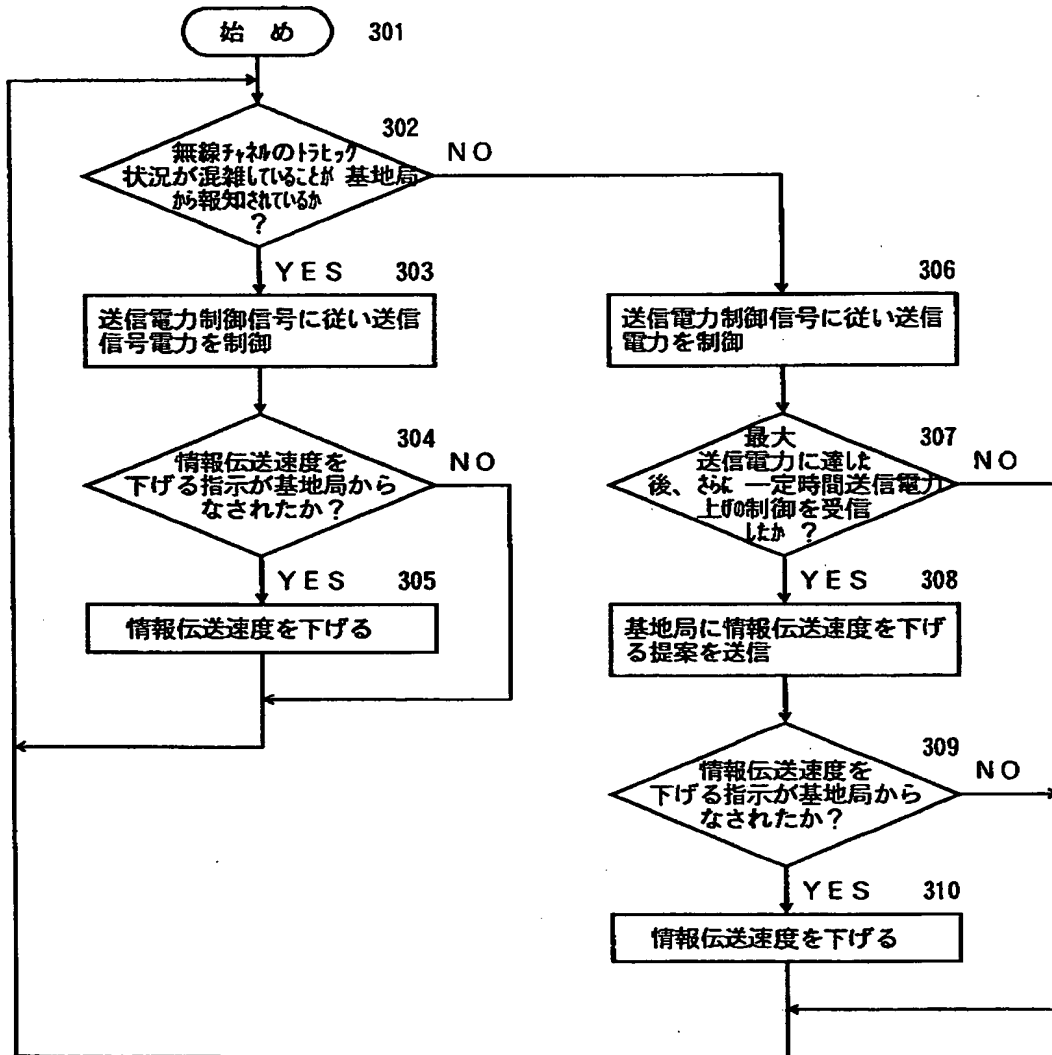 始 め
301
302
無線チャネルのトラヒック
状況が混雑していることが 基地局
から報知されているか
?
NO
YES
303
送信電力制御信号に従い送信
信号電力を制御
304
情報伝送速度を
下げる指示が基地局から
なされたか?
NO
YES
305
情報伝送速度を下げる
306
送信電力制御信号に従い送信
電力を制御
307
最大
送信電力に達した
後、さらに 一定時間送信電力
上げの制御を受信
したか ?
NO
YES
308
基地局に情報伝送速度を下げ
る提案を送信
309
情報伝送速度を
下げる指示が基地局から
なされたか?
NO
YES
310
情報伝送速度を下げる